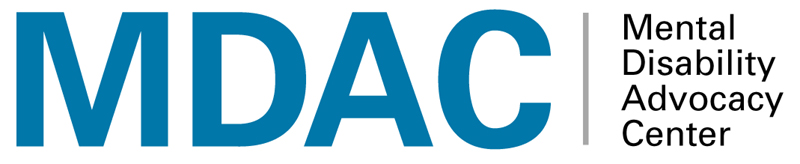 MDAC
Mental
Disability
Advocacy
Center